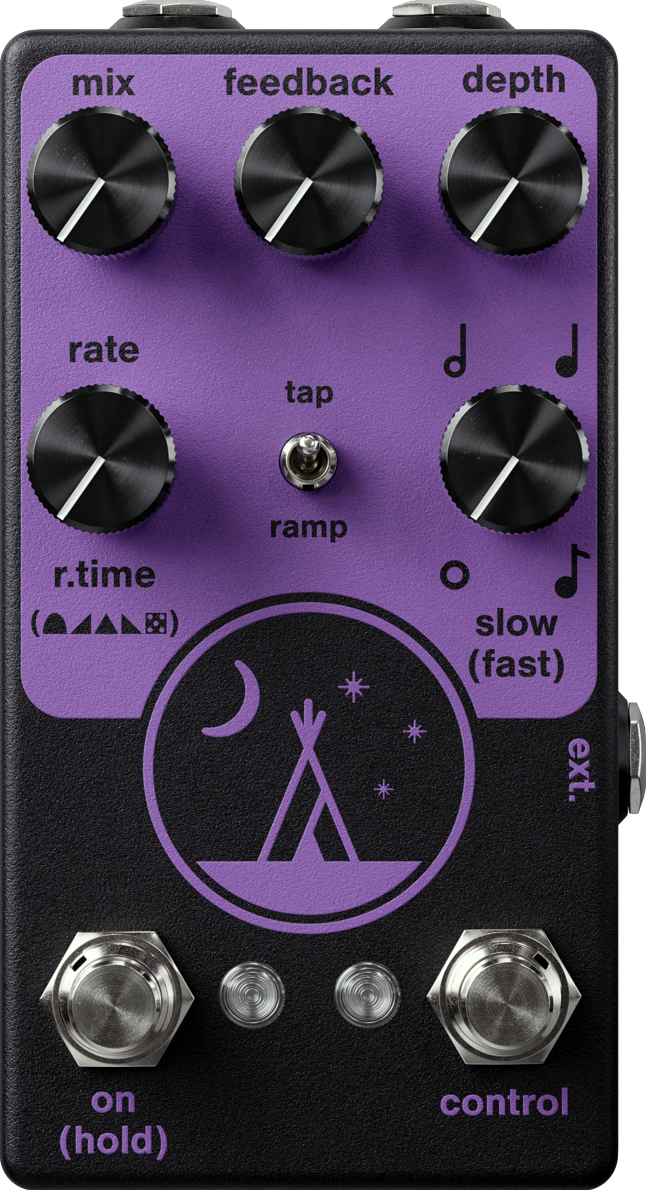 mix feedback depth
rate
tap
ramp
r.time
slow
(fast)
ext.
on
(hold)
control